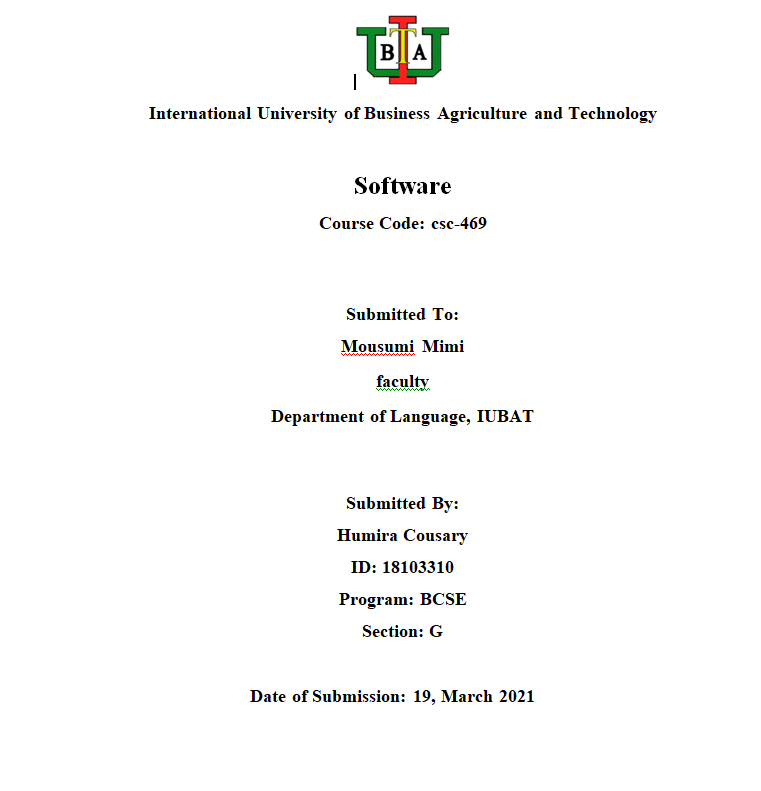 IUBAT
International University of Business Agriculture and Technology
Software
Course Code: csc-469
Submitted To:
Mousumi Mimi
faculty
Department of Language, IUBAT
Submitted By:
Humira Cousary
ID: 18103310
Program: BCSE
Section: G
Date of Submission: 19, March 2021